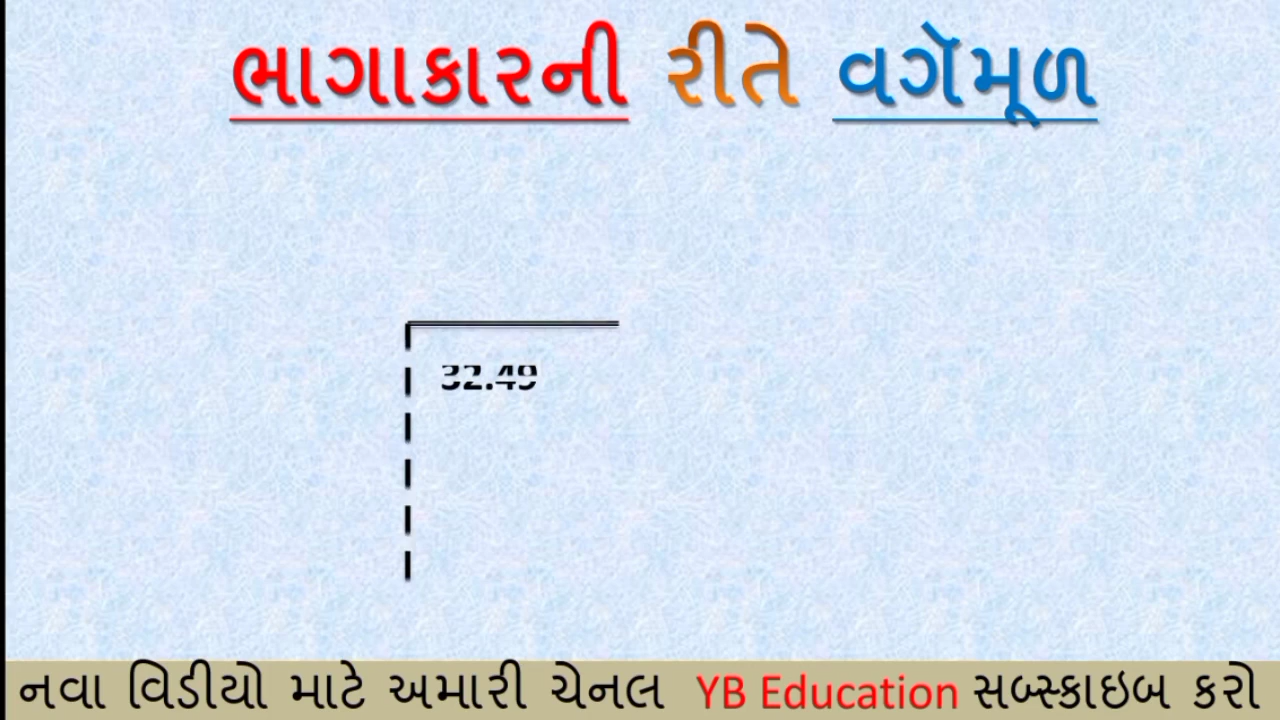 ભાગાકારની રીતે વર્ગમૂળ
32.49
નવા વિડીયો માટે અમારી ચેનલ YB Education સબ્સ્ક્રાઇબ કરો